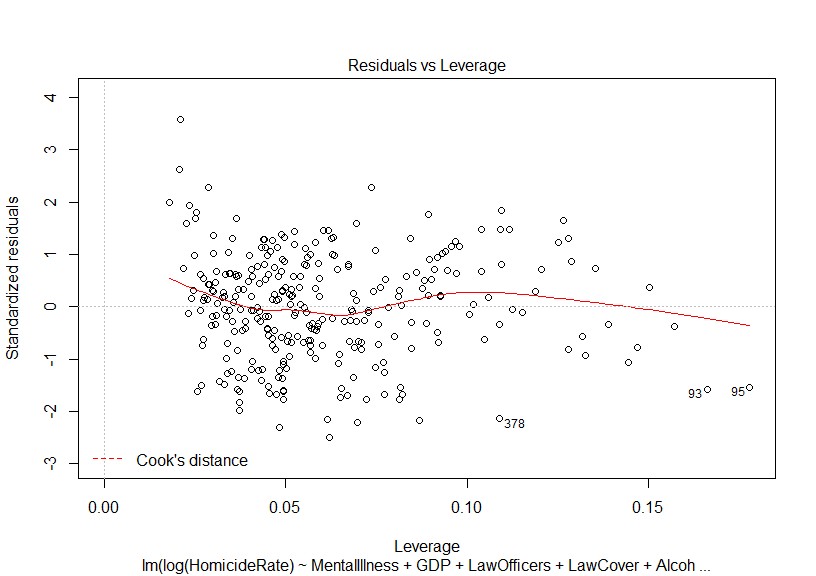 Residuals vs Leverage
Standardized residuals
4
3
2
1
0
-1
-2
-3
93
95
378
Cook's distance
0.00 0.05 0.10 0.15
Leverage
lm(log(HomicideRate) ~ MentalIllness + GDP + LawOfficers + LawCover + Alcoh ...